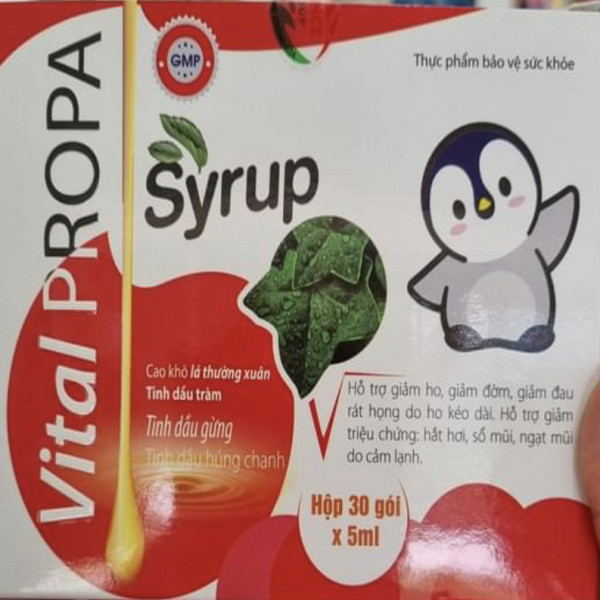 GMP
Thực phẩm bảo vệ sức khỏe
Vital PROPA
Syrup
Cao khô lá thường xuân
Tinh dầu tràm
Tinh dầu gừng
Tinh dầu húng chanh
Hỗ trợ giảm ho, giảm đờm, giảm đau
rát họng do ho kéo dài. Hỗ trợ giảm
triệu chứng: hắt hơi, sổ mũi, ngạt mũi
do cảm lạnh.
Hộp 30 gói
x 5ml